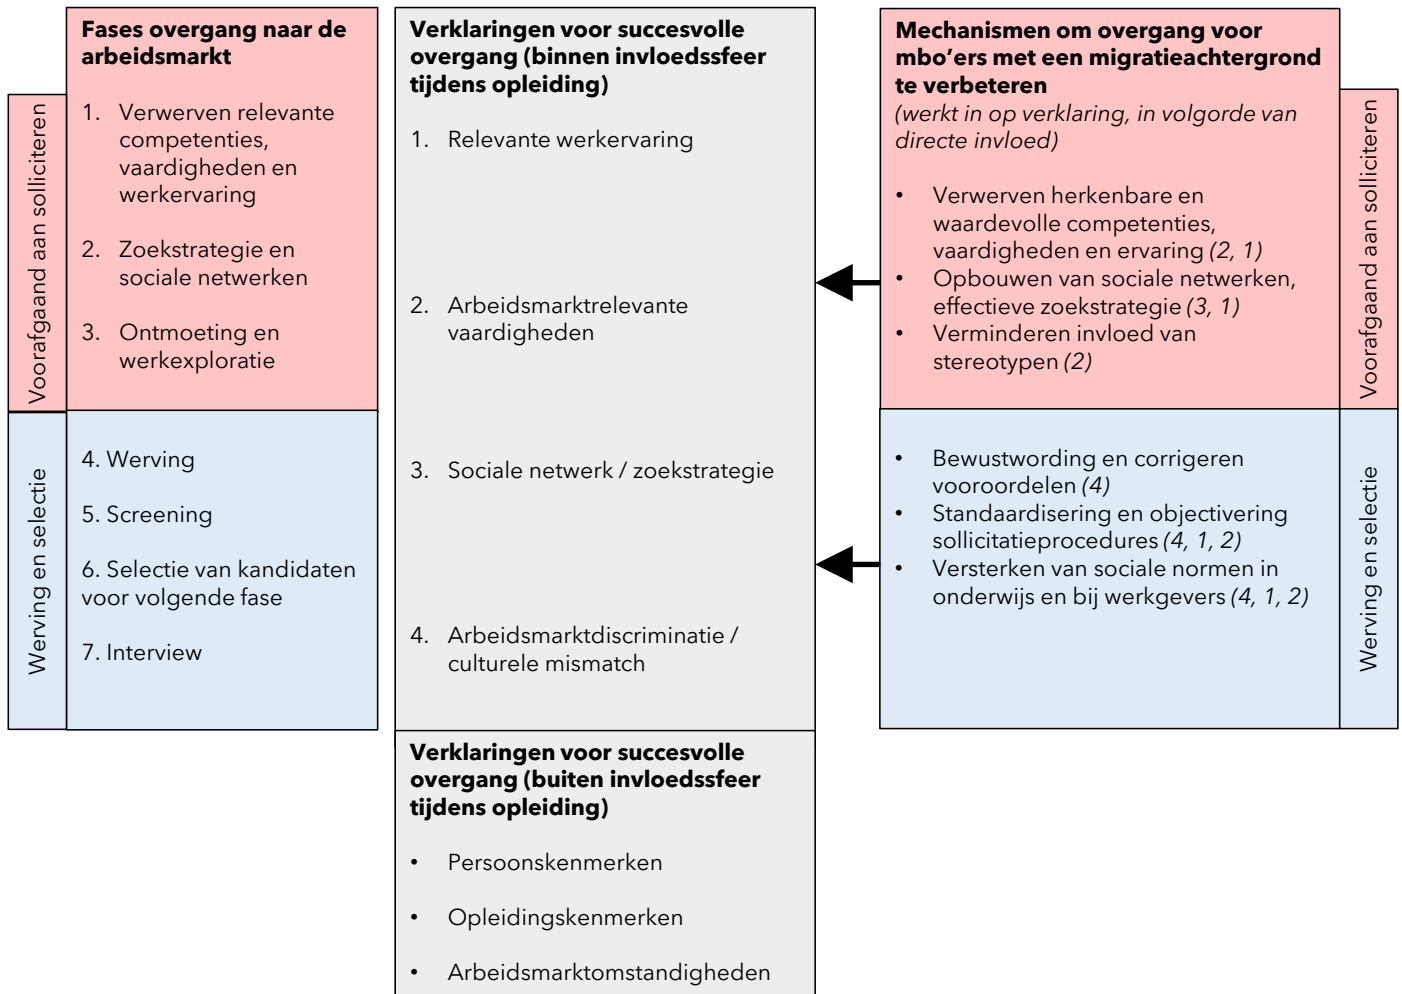 Voorafgaand aan solliciteren
Werving en selectie
Fases overgang naar de
arbeidsmarkt
1. Verwerven relevante
competenties,
vaardigheden en
werkervaring
2. Zoekstrategie en
sociale netwerken
3. Ontmoeting en
werkexploratie
4. Werving
5. Screening
6. Selectie van kandidaten
voor volgende fase
7. Interview
Verklaringen voor succesvolle
overgang (binnen invloedssfeer
tijdens opleiding)
1. Relevante werkervaring
2. Arbeidsmarktrelevante
vaardigheden
3. Sociale netwerk / zoekstrategie
4. Arbeidsmarktdiscriminatie /
culturele mismatch
Verklaringen voor succesvolle
overgang (buiten invloedssfeer
tijdens opleiding)
• Persoonskenmerken
• Opleidingskenmerken
• Arbeidsmarktomstandigheden
Mechanismen om overgang voor
mbo'ers met een migratieachtergrond
te verbeteren
(werkt in op verklaring, in volgorde van
directe invloed)
• Verwerven herkenbare en
waardevolle competenties,
vaardigheden en ervaring (2, 1)
• Opbouwen van sociale netwerken,
effectieve zoekstrategie (3, 1)
• Verminderen invloed van
stereotypen (2)
• Bewustwording en corrigeren
vooroordelen (4)
• Standaardisering en objectivering
sollicitatieprocedures (4, 1, 2)
• Versterken van sociale normen in
onderwijs en bij werkgevers (4, 1, 2)
Voorafgaand aan solliciteren
Werving en selectie